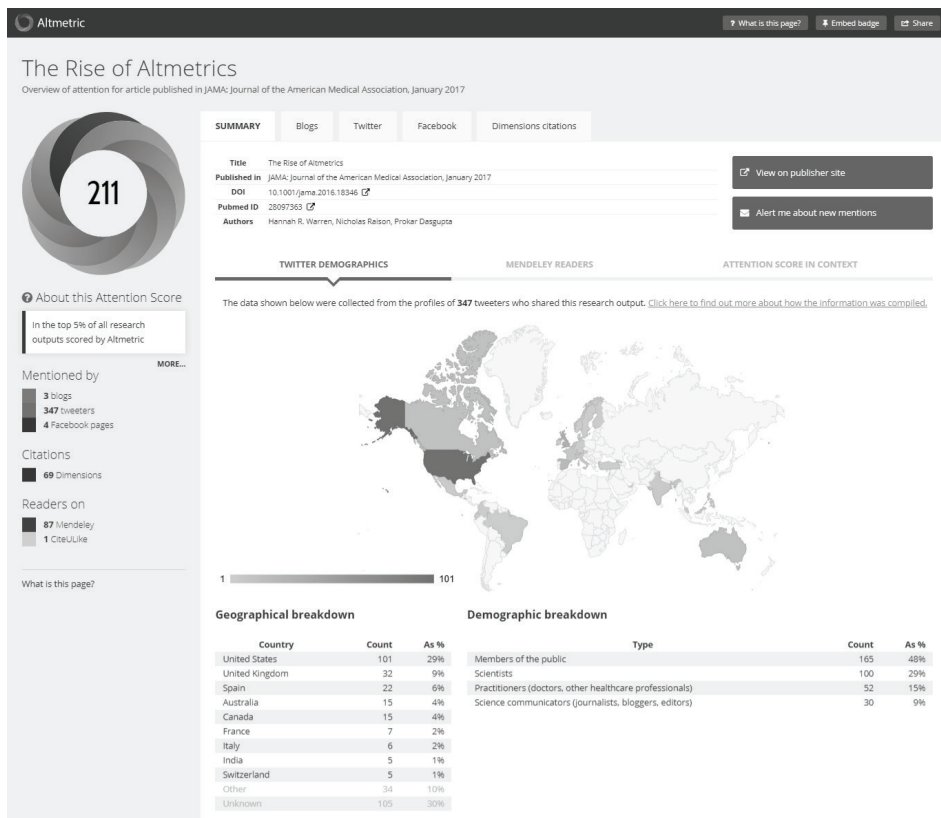 Altmetric
? What is this page?
Embed badge
Share
The Rise of Altmetrics
Overview of attention for article published in JAMA: Journal of the American Medical Association, January 2017
211
? About this Attention Score
In the top 5% of all research
outputs scored by Altmetric
MORE...
Mentioned by
3 blogs
347 tweeters
4 Facebook pages
Citations
69 Dimensions
Readers on
87 Mendeley
1 CiteULike
What is this page?
SUMMARY Blogs Twitter Facebook Dimensions citations
Title The Rise of Altmetrics
Published in JAMA: Journal of the American Medical Association, January 2017
DOI 10.1001/jama.2016.18346
Pubmed ID 28097363
Authors Hannah R. Warren, Nicholas Raison, Prokar Dasgupta
View on publisher site
Alert me about new mentions
TWITTER DEMOGRAPHICS MENDELEY READERS ATTENTION SCORE IN CONTEXT
The data shown below were collected from the profiles of 347 tweeters who shared this research output. Click here to find out more about how the information was compiled.
1 101
Geographical breakdown
Country Count As %
United States 101 29%
United Kingdom 32 9%
Spain 22 6%
Australia 15 4%
Canada 15 4%
France 7 2%
Italy 6 2%
India 5 1%
Switzerland 5 1%
Other 34 10%
Unknown 105 30%
Demographic breakdown
Type Count As %
Members of the public 165 48%
Scientists 100 29%
Practitioners (doctors, other healthcare professionals) 52 15%
Science communicators (journalists, bloggers, editors) 30 9%